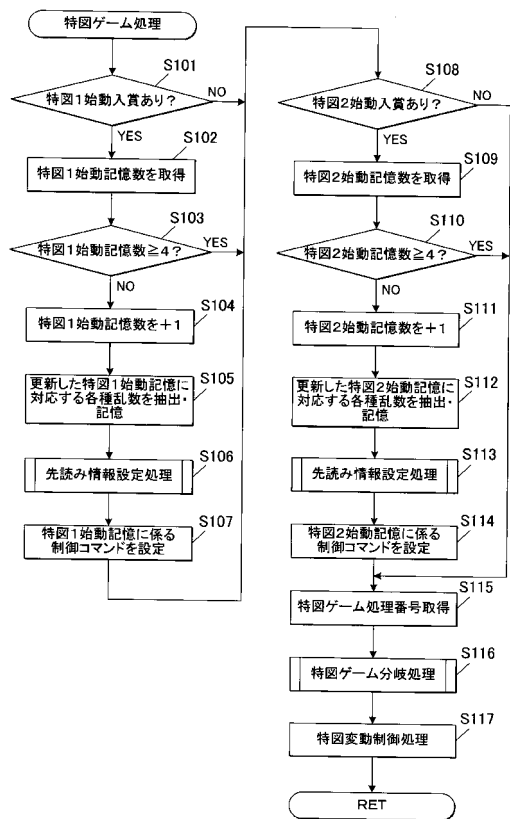 特図ゲーム処理
S101
特図1始動入賞あり?
NO
YES
S102
特図1始動記憶数を取得
S103
特図1始動記憶数≧4?
YES
NO
S104
特図1始動記憶数を+1
S105
更新した特図1始動記憶に
対応する各種乱数を抽出・
記憶
S106
先読み情報設定処理
S107
特図1始動記憶に係る
制御コマンドを設定
S108
特図2始動入賞あり?
NO
YES
S109
特図2始動記憶数を取得
S110
特図2始動記憶数≧4?
YES
NO
S111
特図2始動記憶数を+1
S112
更新した特図2始動記憶に
対応する各種乱数を抽出・
記憶
S113
先読み情報設定処理
S114
特図2始動記憶に係る
制御コマンドを設定
S115
特図ゲーム処理番号取得
S116
特図ゲーム分岐処理
S117
特図変動制御処理
RET